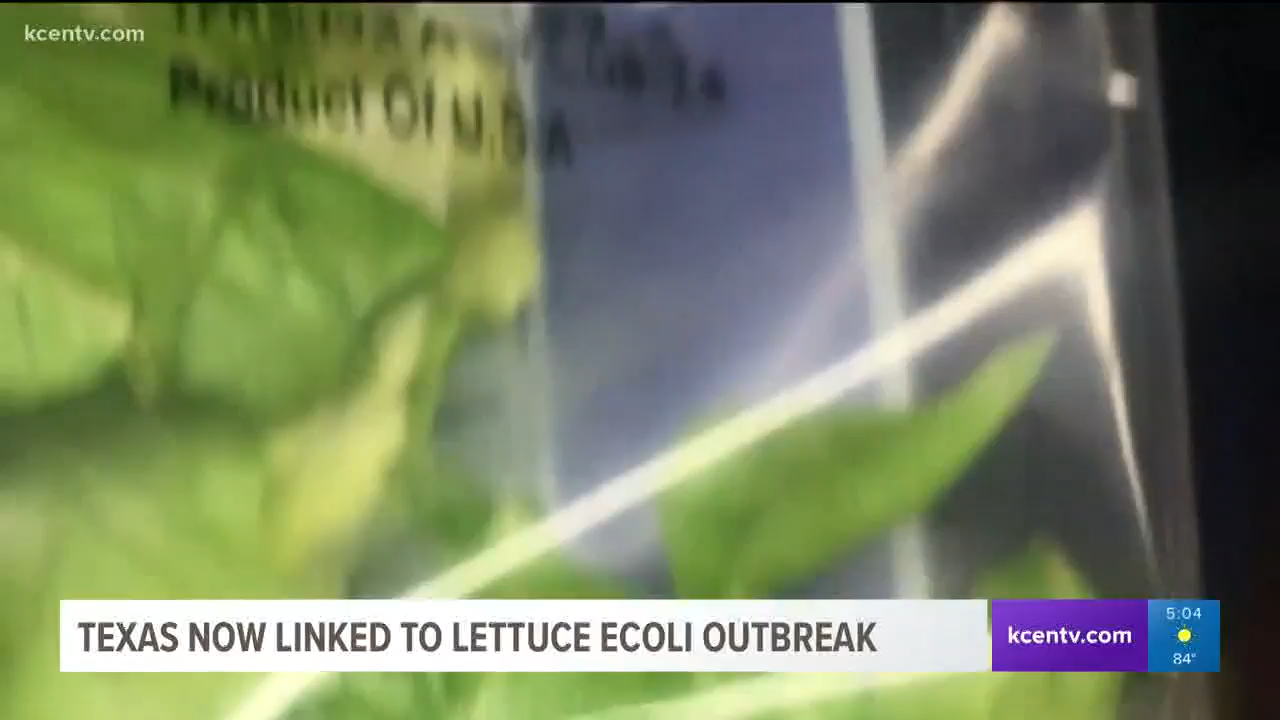 kcentv.com
Product Of U.S.A
TEXAS NOW LINKED TO LETTUCE ECOLI OUTBREAK
kcentv.com
5:04
84°